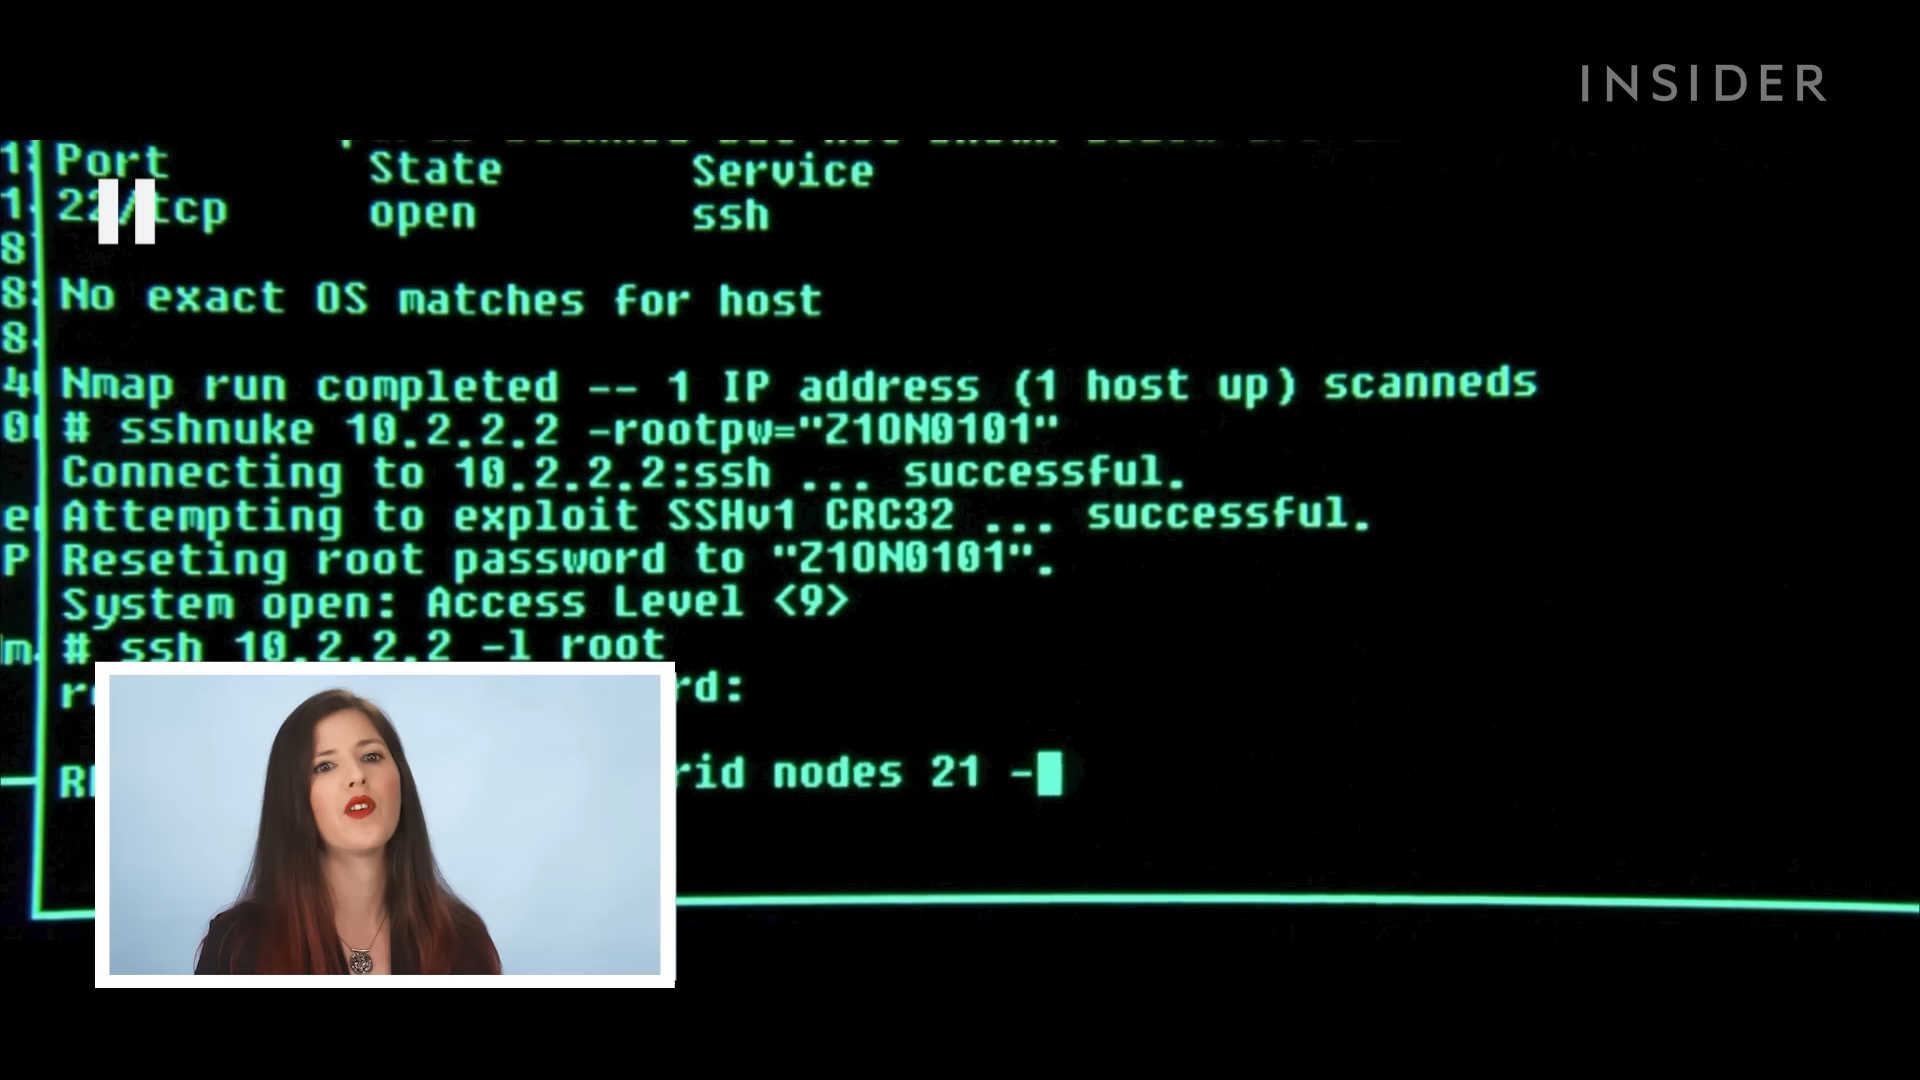 INSIDER
Port State Service
22/tcp open ssh
No exact OS matches for host
Nmap run completed -- 1 IP address (1 host up) scanneds
# sshnuke 10.2.2.2 -rootpw="Z1ON0101"
Connecting to 10.2.2.2:ssh ... successful.
Attempting to exploit SSHv1 CRC32 ... successful.
Reseting root password to "Z1ON0101".
System open: Access Level <9>
# ssh 10.2.2.2 -l root
rd:
rid nodes 21 -